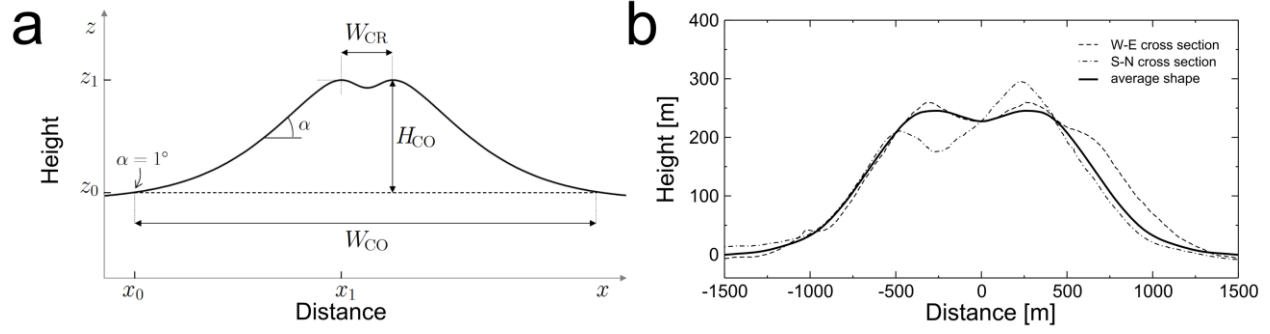 a
z
W_CR
z_1
α
H_CO
Height
α = 1°
z_0
W_CO
x_0
x_1
x
Distance
b
400
W-E cross section
S-N cross section
average shape
300
200
100
0
Height [m]
-1500 -1000 -500 0 500 1000 1500
Distance [m]